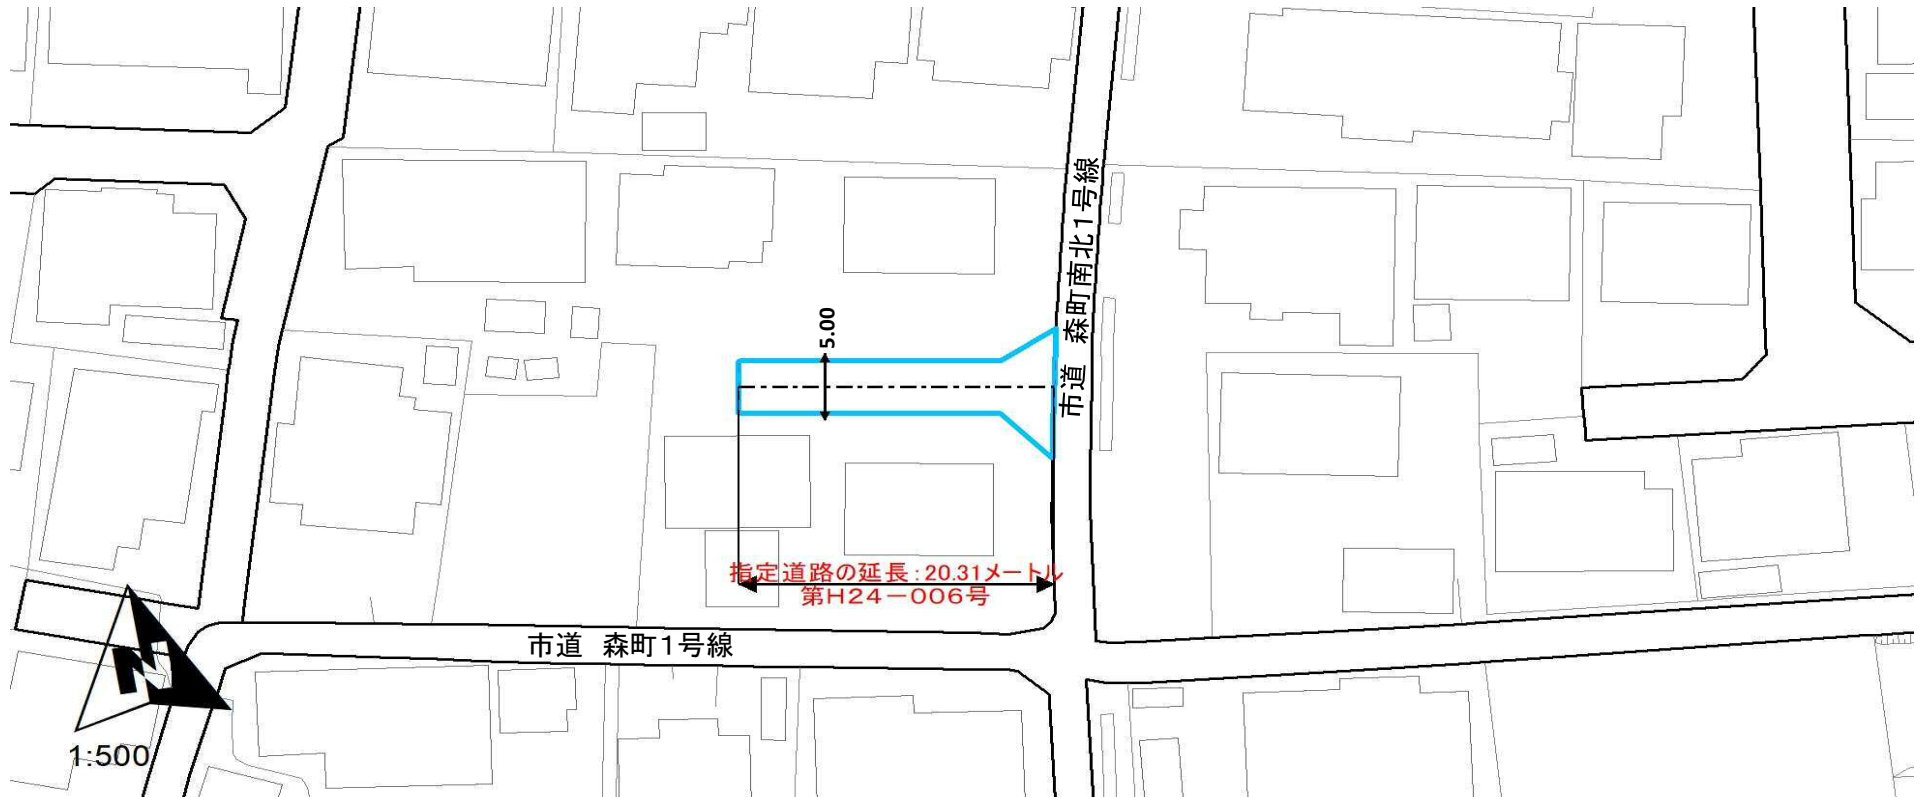 市道　森町南北1号線
5.00
指定道路の延長：20.31メートル
第H24－006号
市道　森町1号線
N
1:500